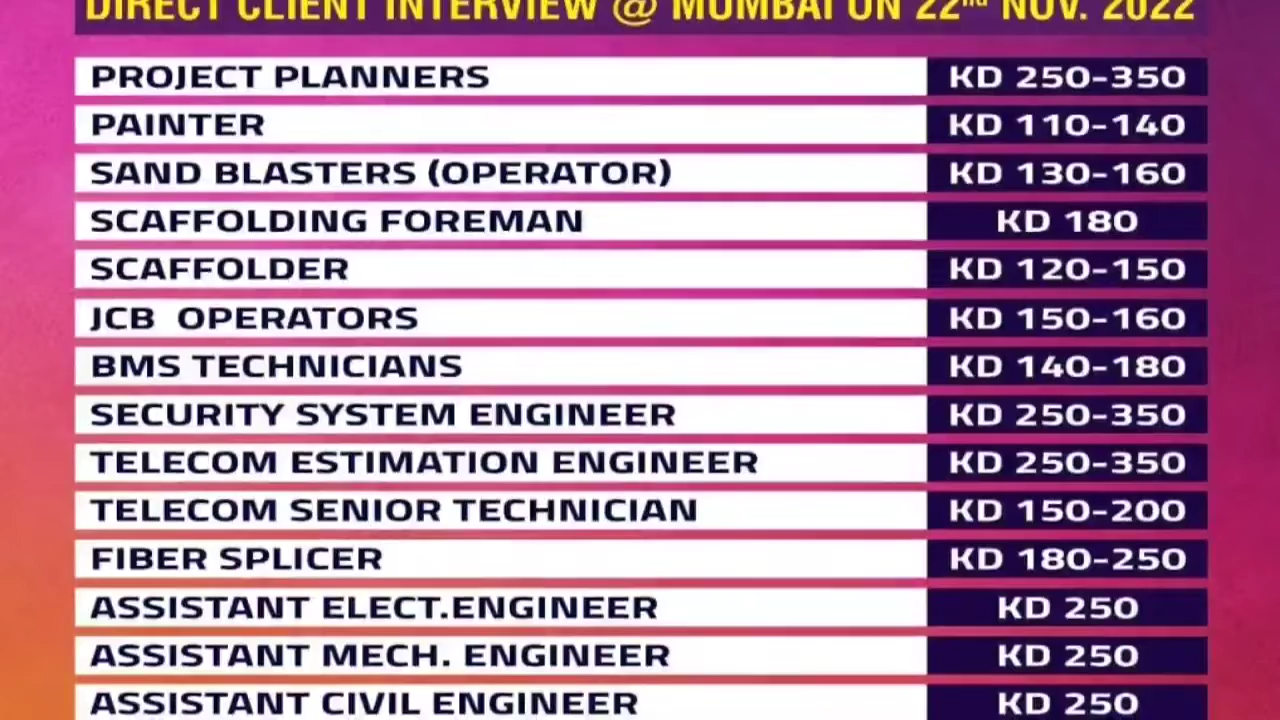 DIRECT CLIENT INTERVIEW @ MUMBAI ON 22nd NOV. 2022
PROJECT PLANNERS KD 250-350
PAINTER KD 110-140
SAND BLASTERS (OPERATOR) KD 130-160
SCAFFOLDING FOREMAN KD 180
SCAFFOLDER KD 120-150
JCB OPERATORS KD 150-160
BMS TECHNICIANS KD 140-180
SECURITY SYSTEM ENGINEER KD 250-350
TELECOM ESTIMATION ENGINEER KD 250-350
TELECOM SENIOR TECHNICIAN KD 150-200
FIBER SPLICER KD 180-250
ASSISTANT ELECT.ENGINEER KD 250
ASSISTANT MECH. ENGINEER KD 250
ASSISTANT CIVIL ENGINEER KD 250